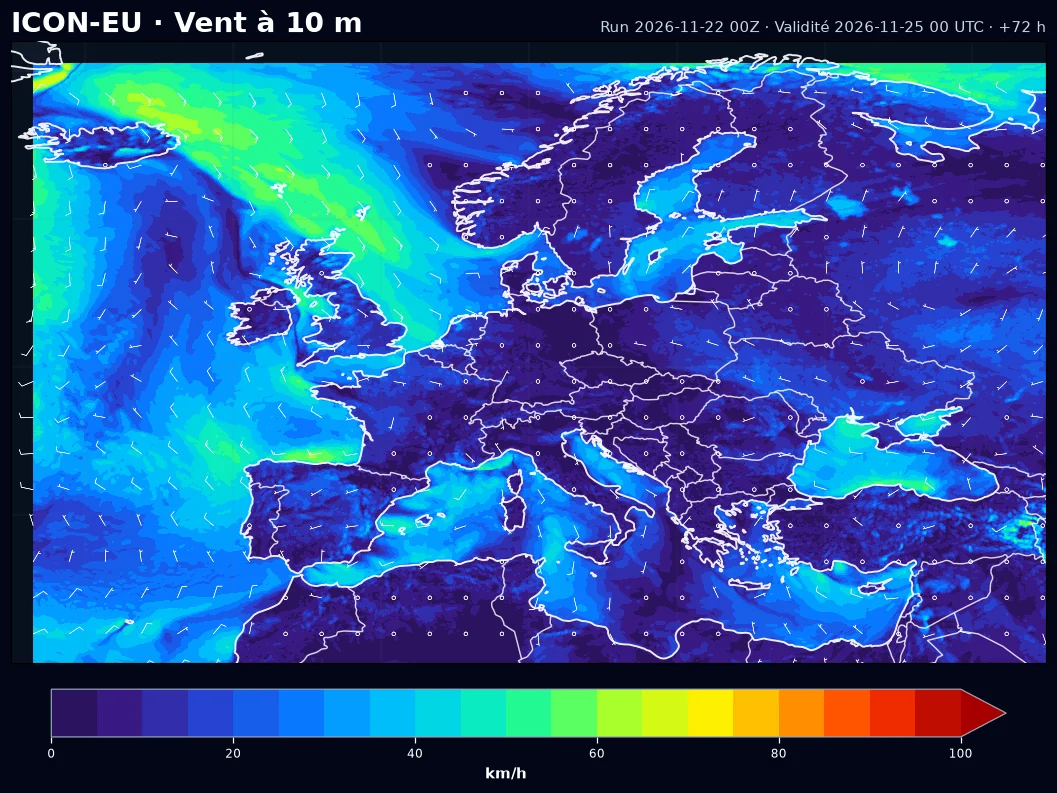 ICON-EU · Vent à 10 m
Run 2026-11-22 00Z · Validité 2026-11-25 00 UTC · +72 h
0 20 40 60 80 100
km/h